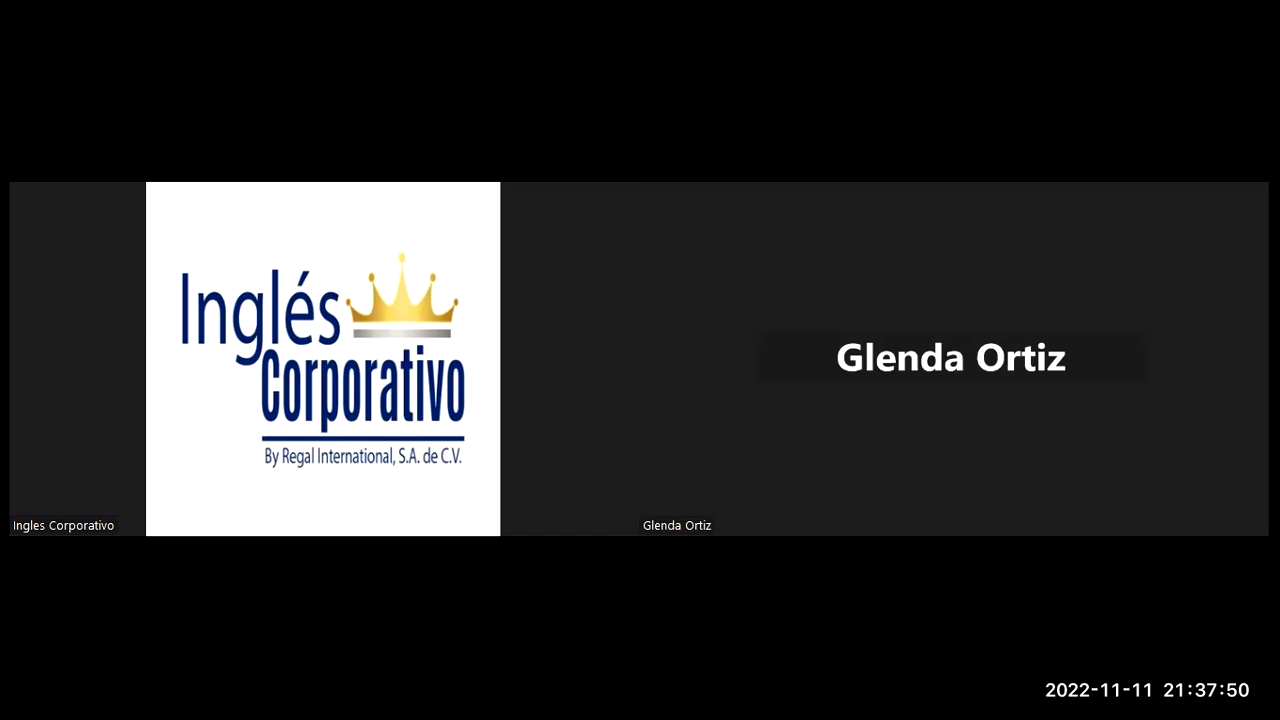 Inglés
Corporativo
By Regal International, S.A. de C.V.
Ingles Corporativo
Glenda Ortiz
Glenda Ortiz
2022-11-11 21:37:50